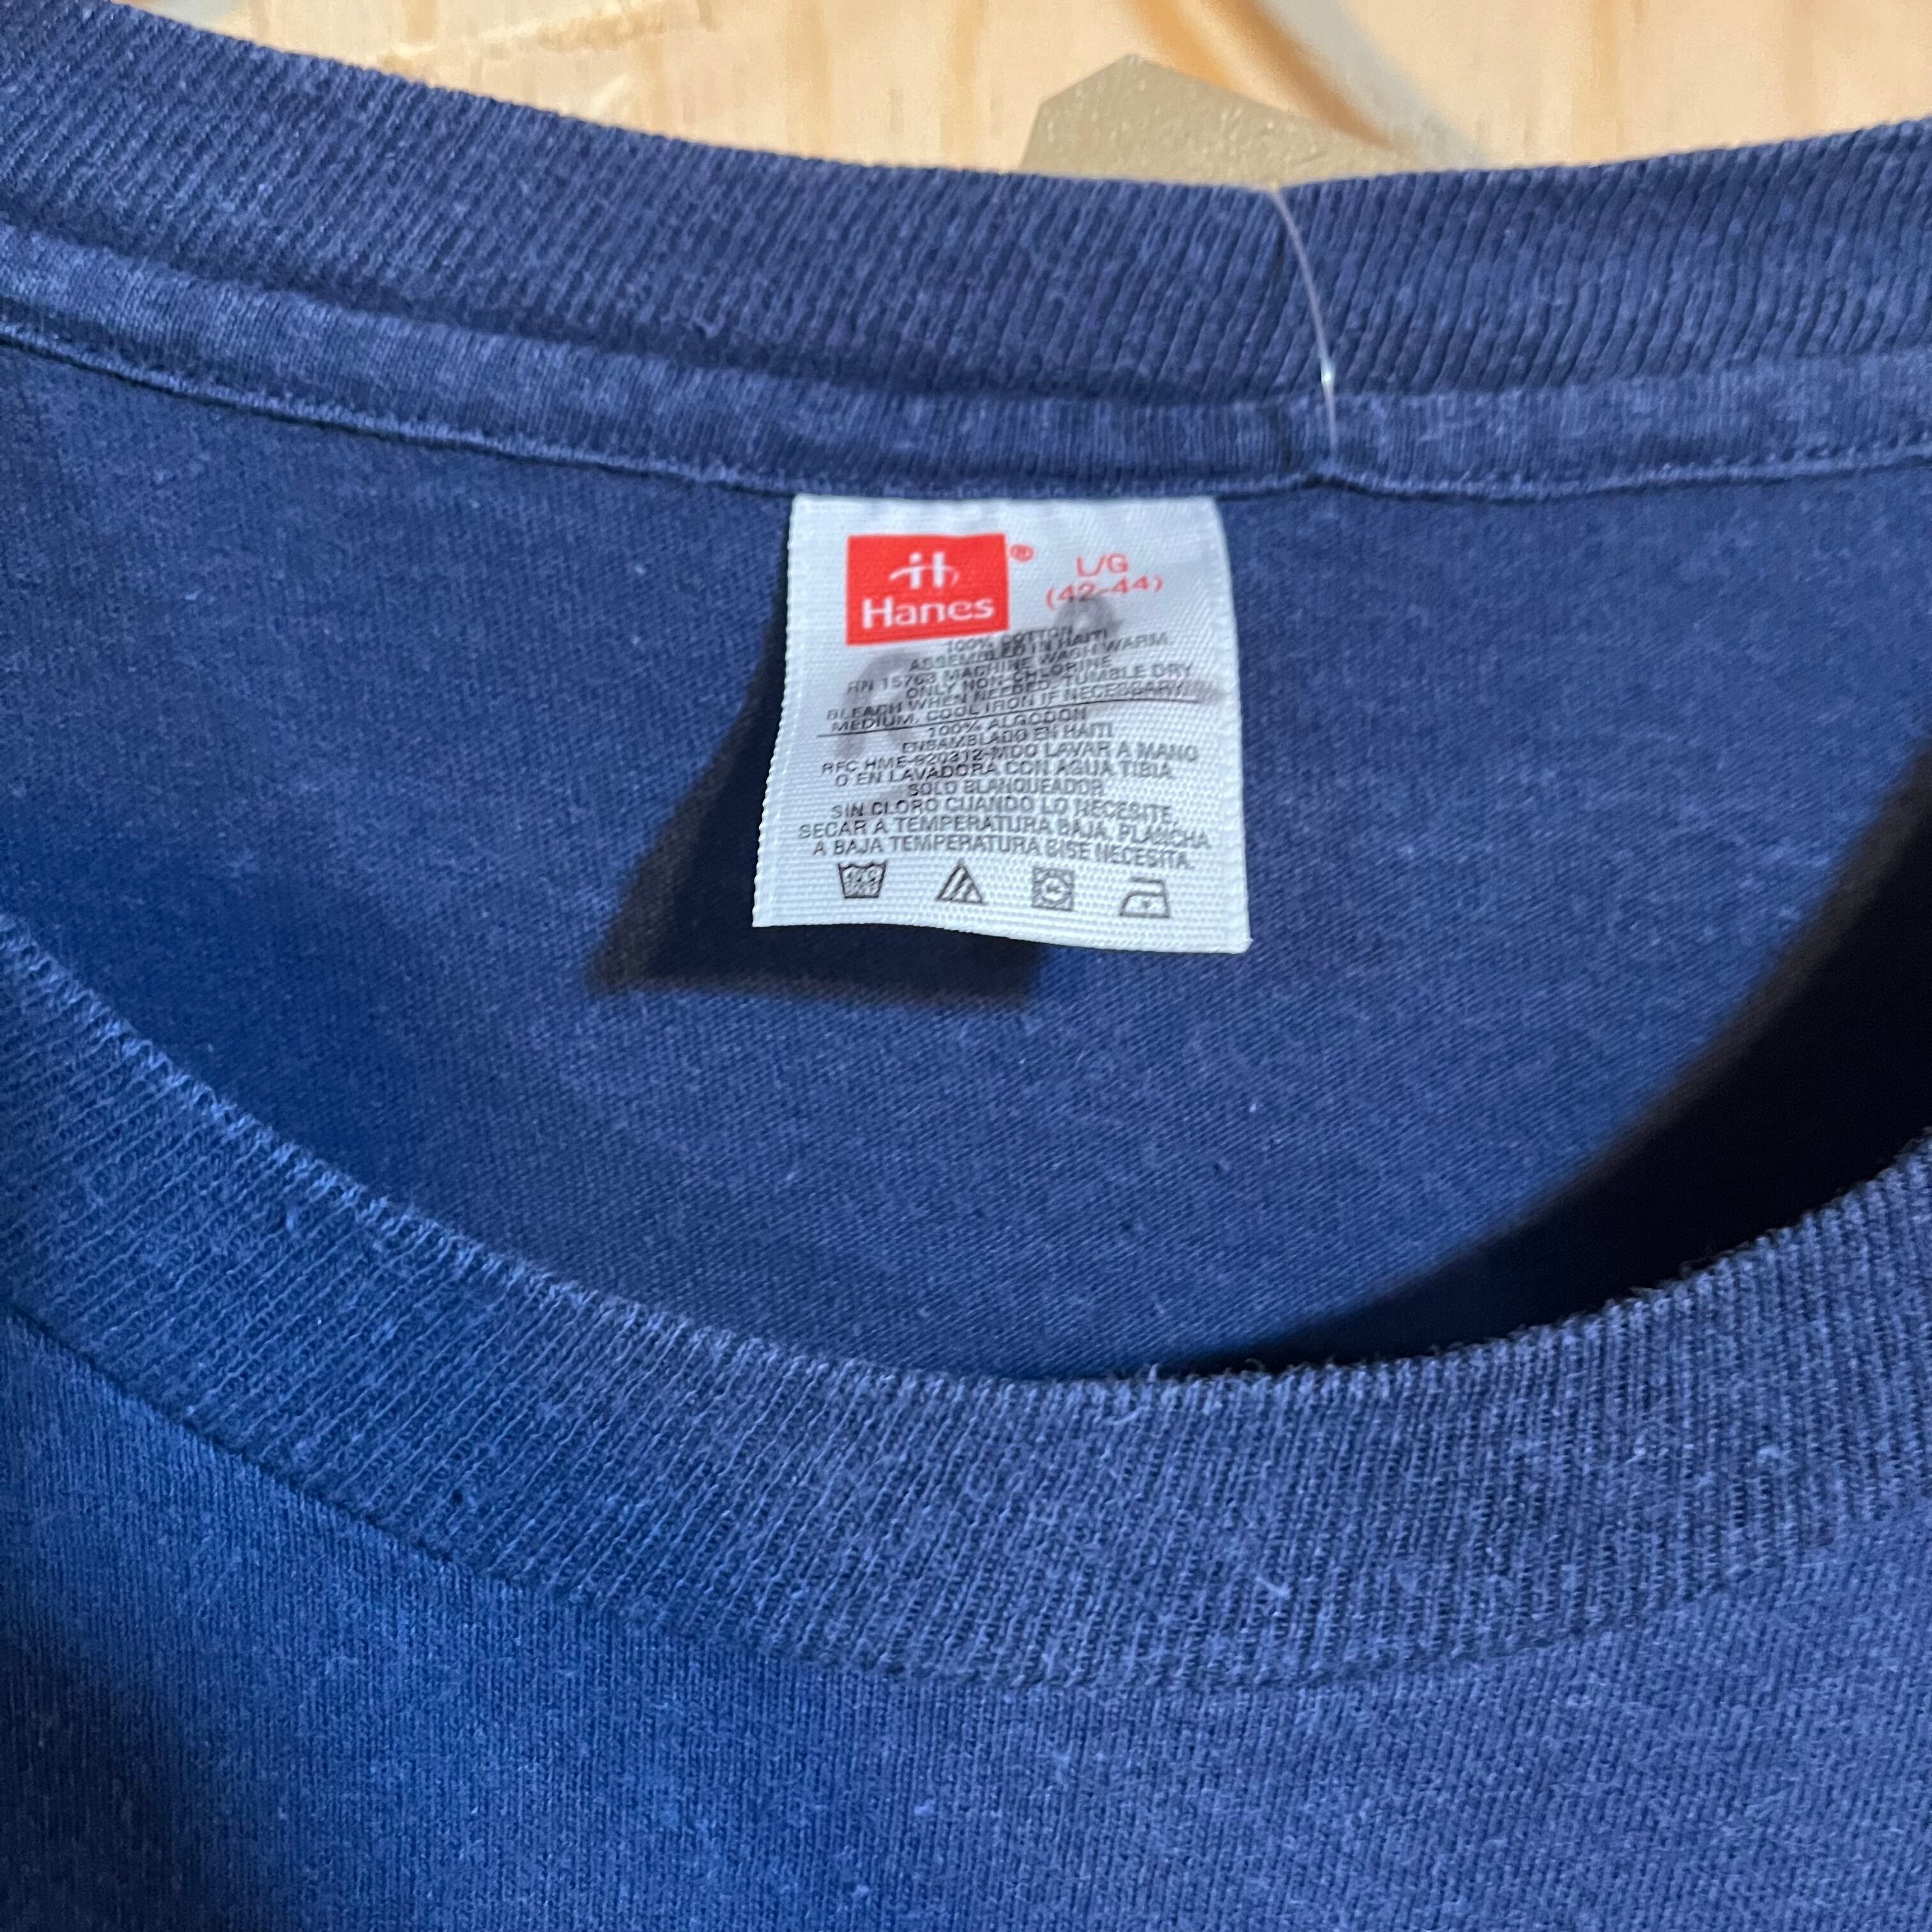 Hanes®
L/G
(42-44)
100% COTTON
ASSEMBLED IN HAITI
RN 15763 MACHINE WASH WARM.
ONLY NON-CHLORINE
BLEACH WHEN NEEDED. TUMBLE DRY
MEDIUM, COOL IRON IF NECESSARY.
100% ALGODON
ENSAMBLADO EN HAITI
RFC HME-920312-MDO LAVAR A MANO
O EN LAVADORA CON AGUA TIBIA
SOLO BLANQUEADOR
SIN CLORO CUANDO LO NECESITE,
SECAR A TEMPERATURA BAJA, PLANCHA
A BAJA TEMPERATURA SISE NECESITA.